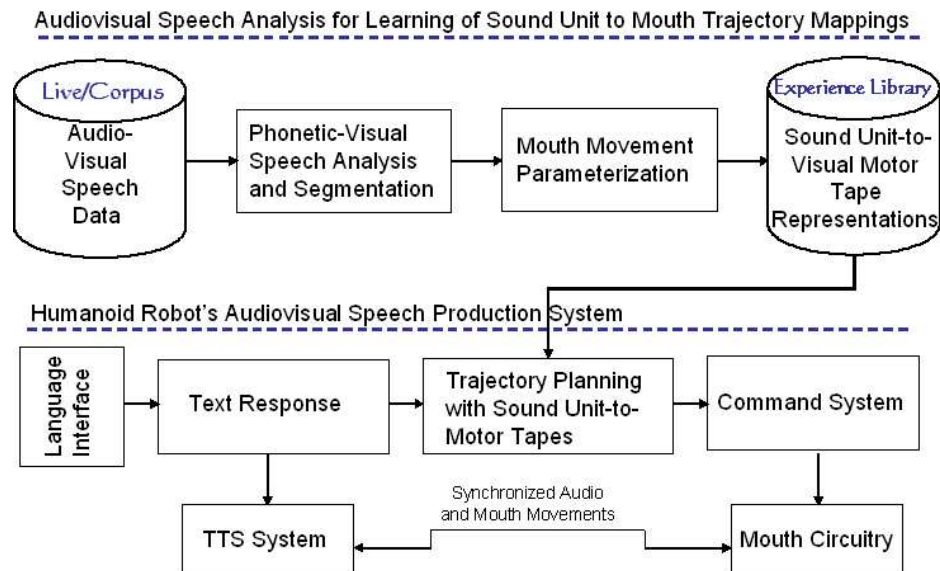 Audiovisual Speech Analysis for Learning of Sound Unit to Mouth Trajectory Mappings
Live/Corpus
Audio-
Visual
Speech
Data
Phonetic-Visual
Speech Analysis
and Segmentation
Mouth Movement
Parameterization
Experience Library
Sound Unit-to-
Visual Motor
Tape
Representations
Humanoid Robot's Audiovisual Speech Production System
Language
Interface
Text Response
Trajectory Planning
with Sound Unit-to-
Motor Tapes
Command System
TTS System
Synchronized Audio
and Mouth Movements
Mouth Circuitry